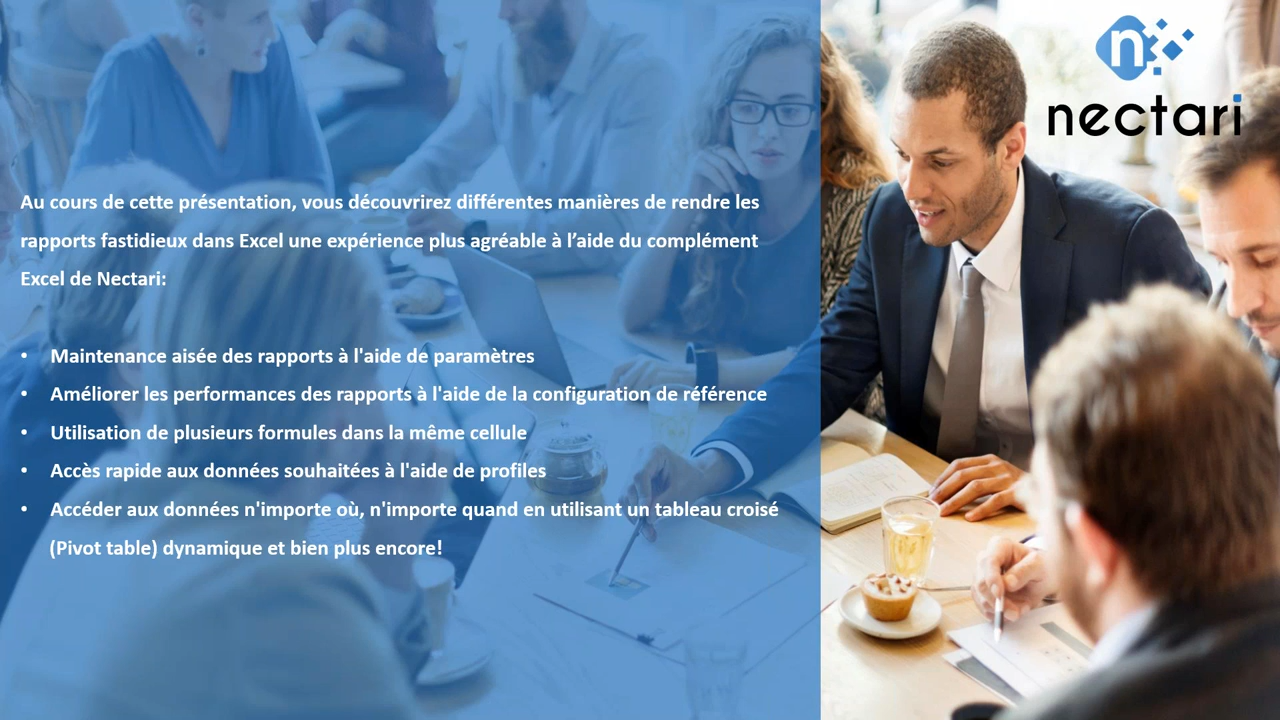 nectari
Au cours de cette présentation, vous découvrirez différentes manières de rendre les
rapports fastidieux dans Excel une expérience plus agréable à l’aide du complément
Excel de Nectari:
• Maintenance aisée des rapports à l'aide de paramètres
• Améliorer les performances des rapports à l'aide de la configuration de référence
• Utilisation de plusieurs formules dans la même cellule
• Accès rapide aux données souhaitées à l'aide de profiles
• Accéder aux données n'importe où, n'importe quand en utilisant un tableau croisé
(Pivot table) dynamique et bien plus encore!